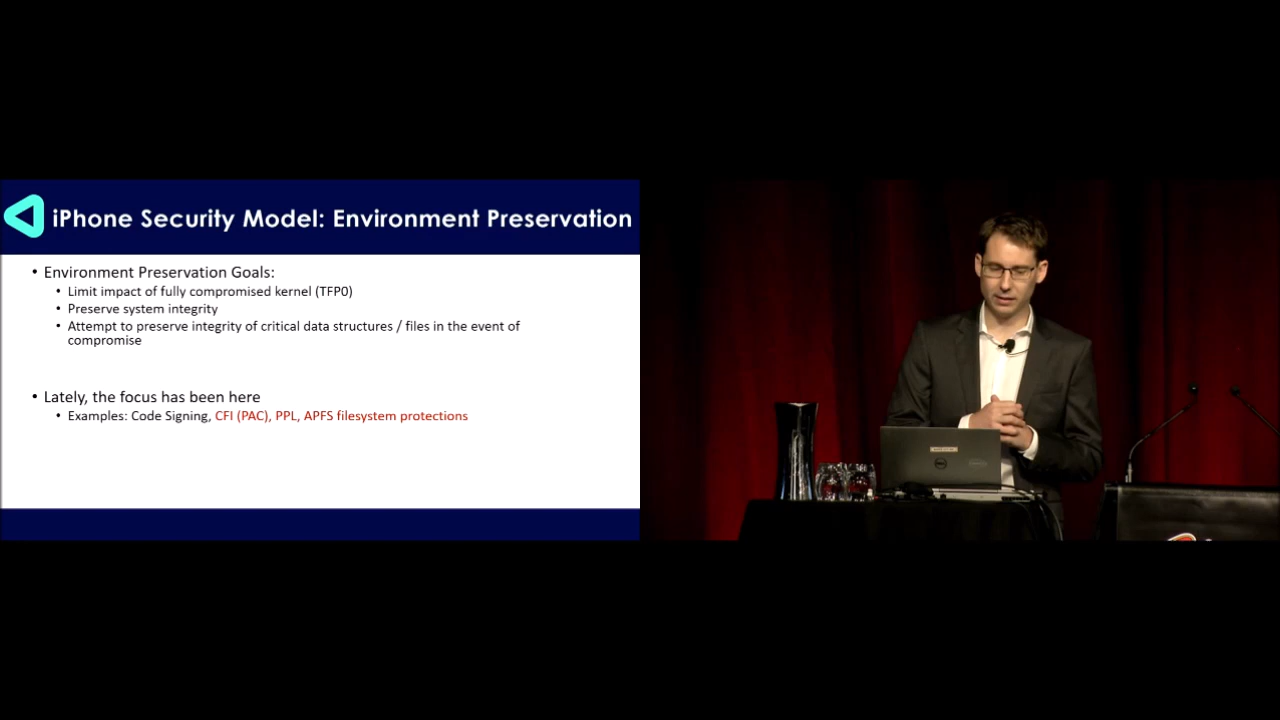 iPhone Security Model: Environment Preservation
• Environment Preservation Goals:
• Limit impact of fully compromised kernel (TFP0)
• Preserve system integrity
• Attempt to preserve integrity of critical data structures / files in the event of
compromise
• Lately, the focus has been here
• Examples: Code Signing, CFI (PAC), PPL, APFS filesystem protections